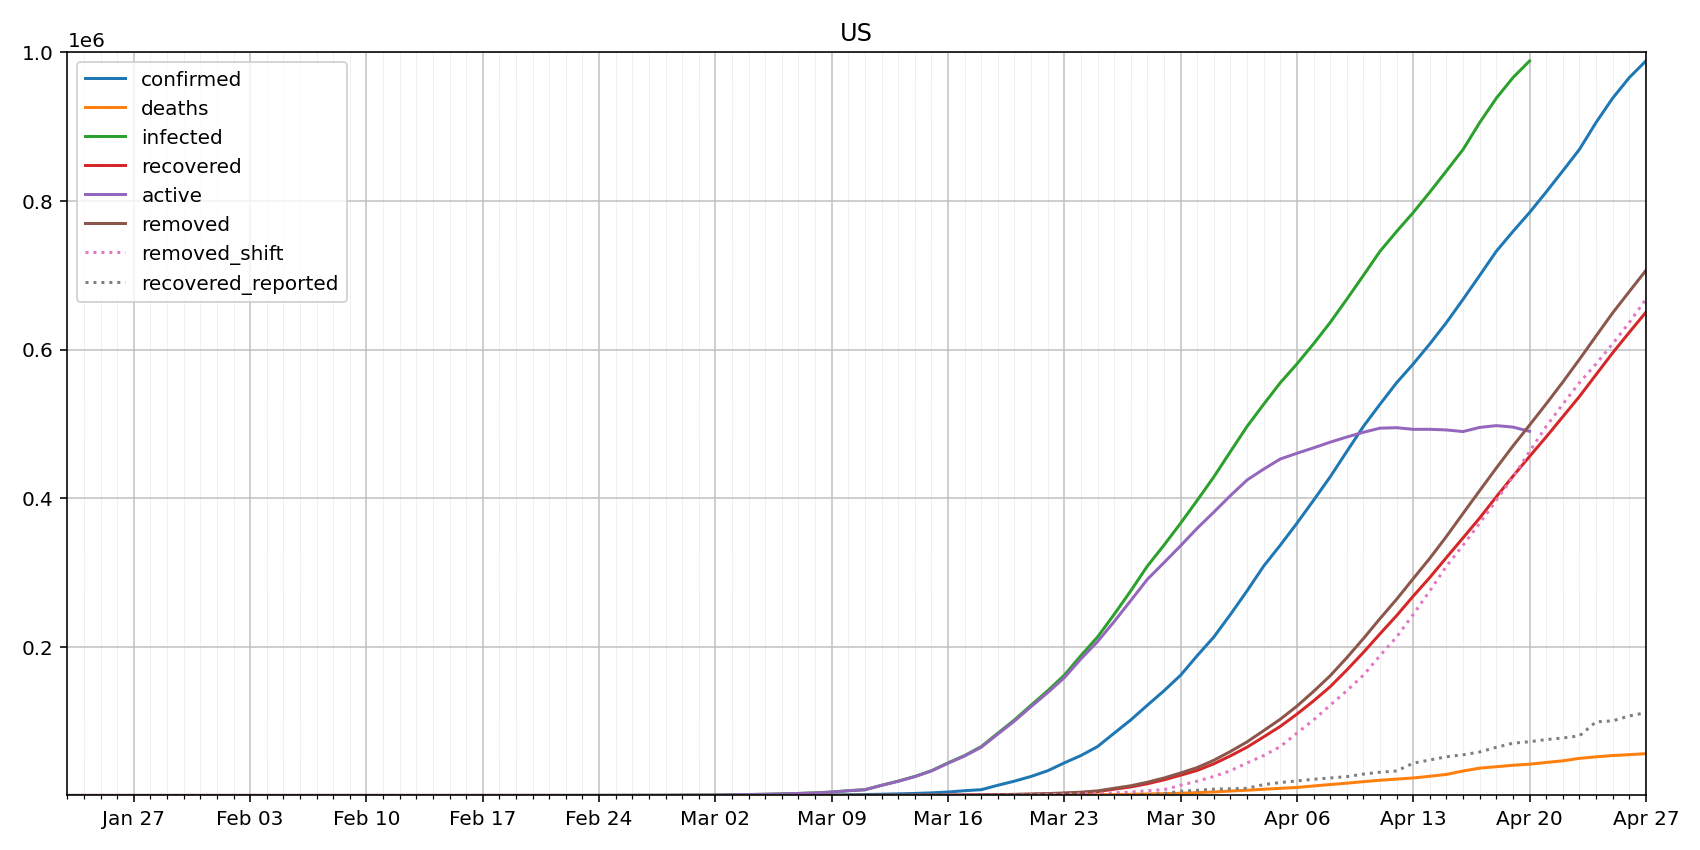 US
1e6
1.0
0.8
0.6
0.4
0.2
confirmed
deaths
infected
recovered
active
removed
removed_shift
recovered_reported
Jan 27 Feb 03 Feb 10 Feb 17 Feb 24 Mar 02 Mar 09 Mar 16 Mar 23 Mar 30 Apr 06 Apr 13 Apr 20 Apr 27